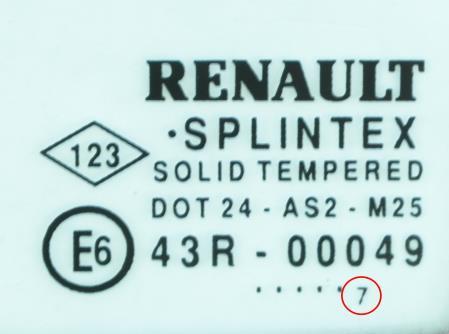 RENAULT
·SPLINTEX
123
SOLID TEMPERED
DOT 24 - AS2 - M25
E6 43R - 00049
.....7